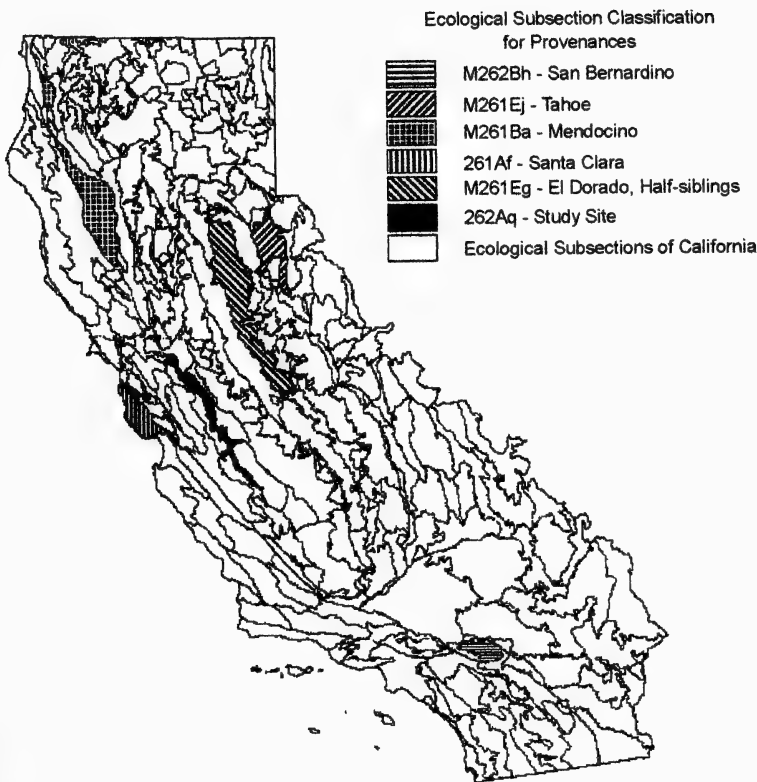 Ecological Subsection Classification
for Provenances
M262Bh - San Bernardino
M261Ej - Tahoe
M261Ba - Mendocino
261Af - Santa Clara
M261Eg - El Dorado, Half-siblings
262Aq - Study Site
Ecological Subsections of California